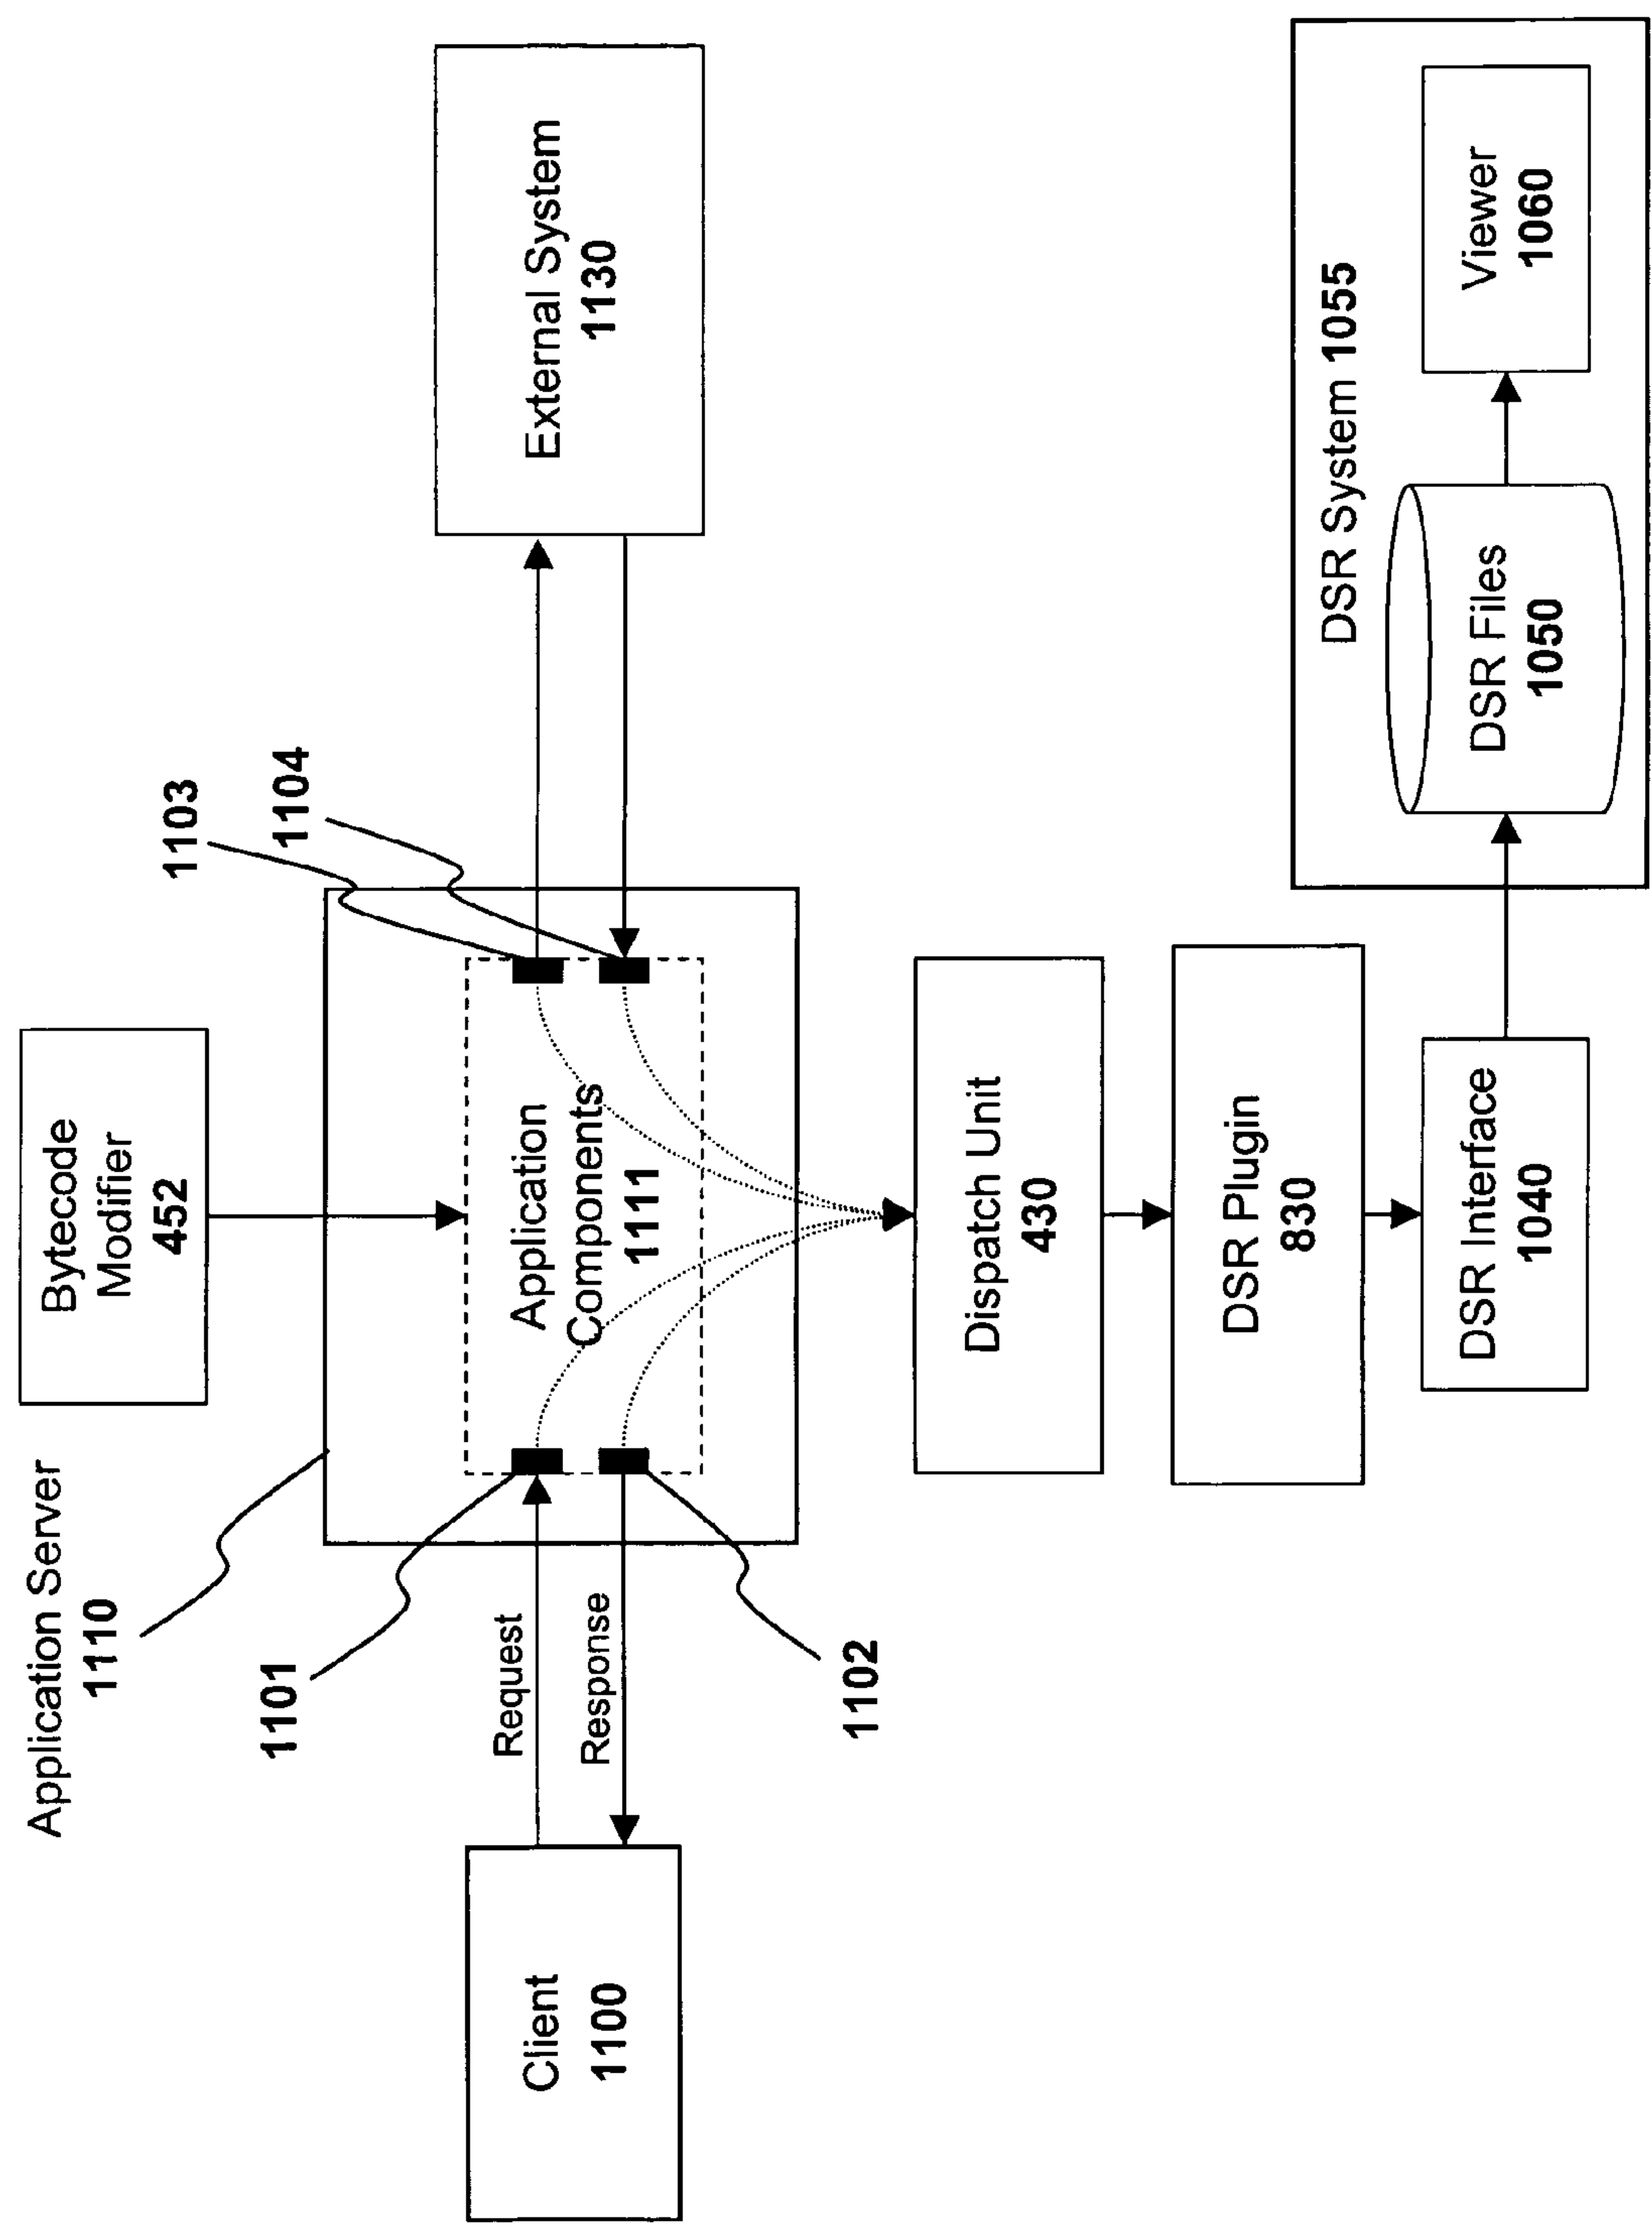 Application Server
1110
Bytecode
Modifier
452
1103
1104
1101
Request
Response
1102
Client
1100
Application
Components
1111
External System
1130
Dispatch Unit
430
DSR Plugin
830
DSR Interface
1040
DSR System 1055
DSR Files
1050
Viewer
1060